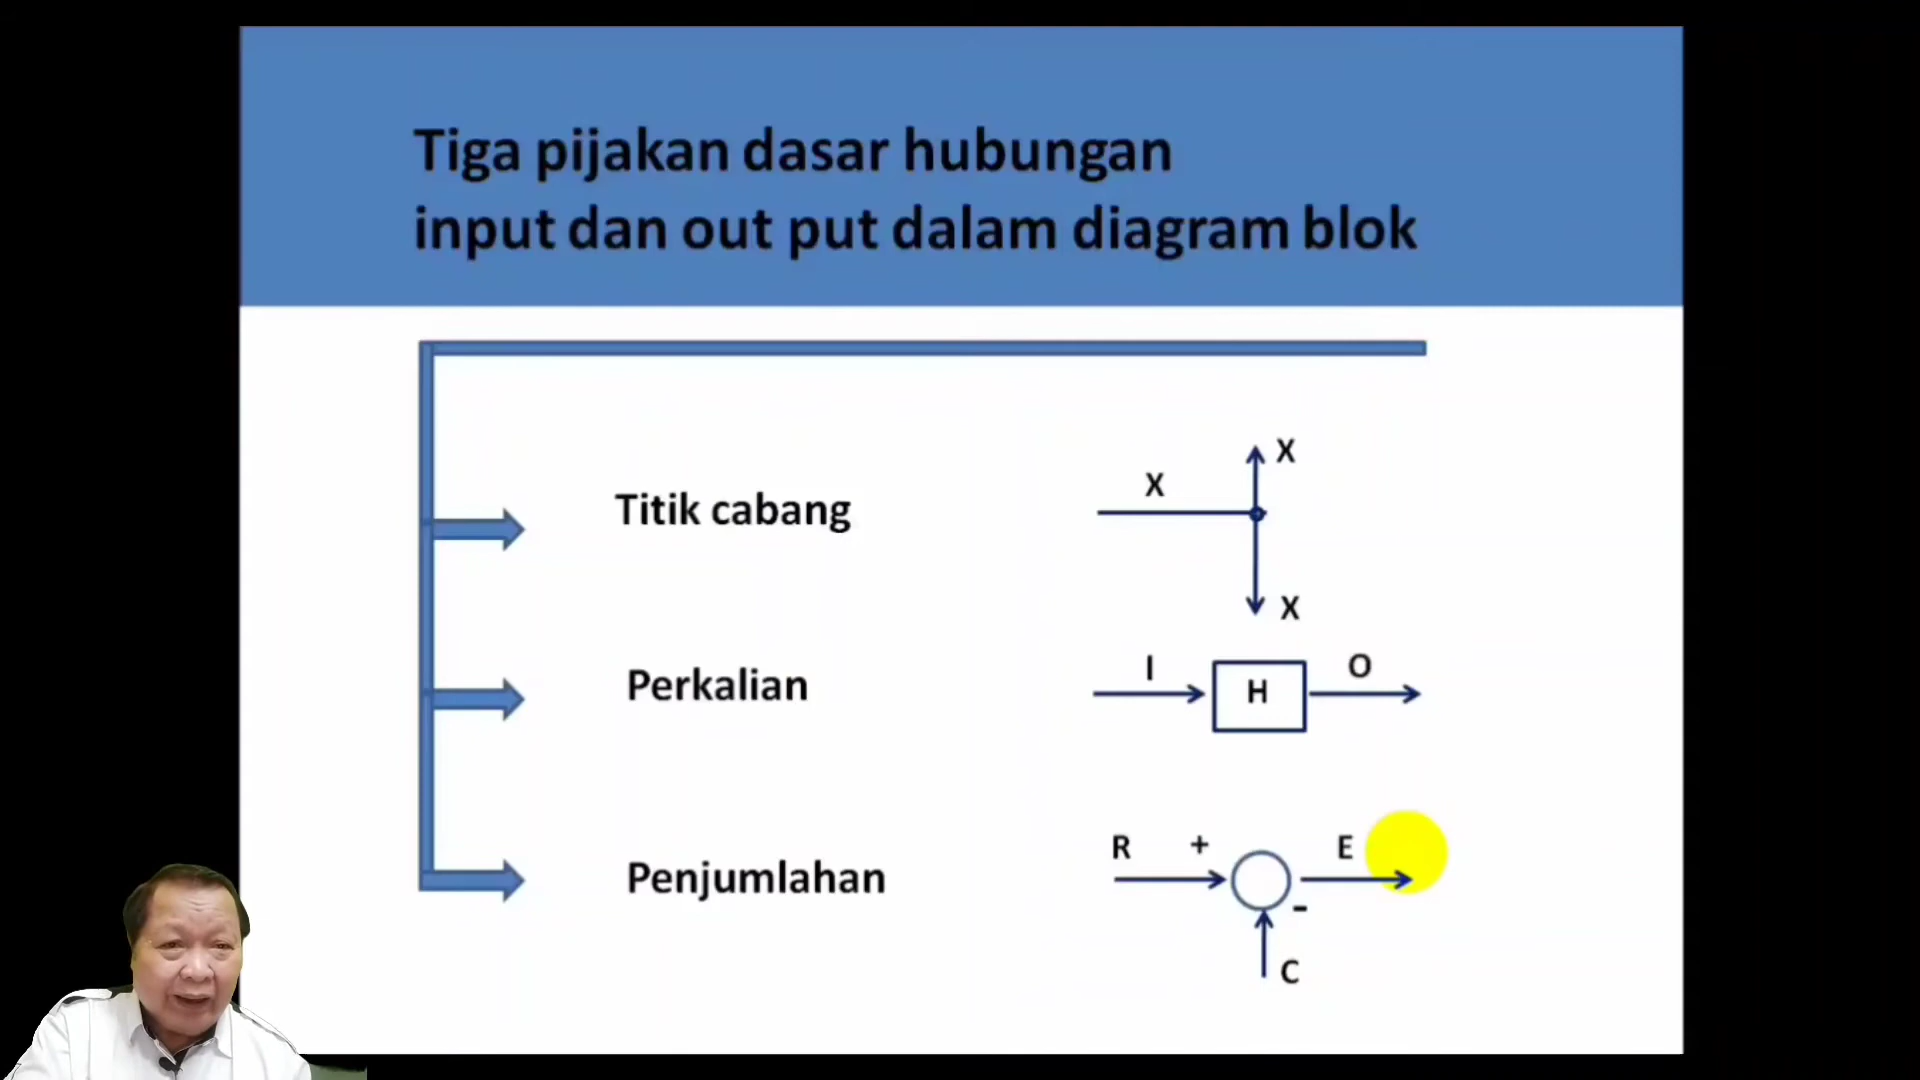 Tiga pijakan dasar hubungan
input dan out put dalam diagram blok
X
X
Titik cabang
X
I
H
O
Perkalian
R
+
E
Penjumlahan
-
C